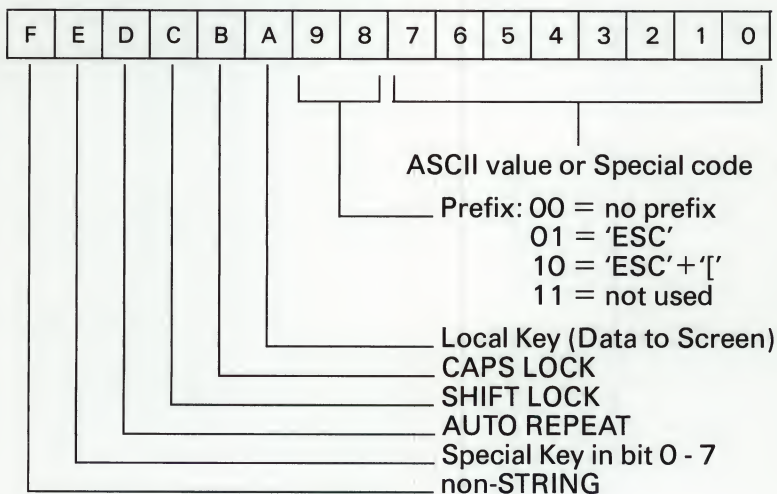 F E D C B A 9 8 7 6 5 4 3 2 1 0
ASCII value or Special code
Prefix: 00 = no prefix
01 = 'ESC'
10 = 'ESC'+'['
11 = not used
Local Key (Data to Screen)
CAPS LOCK
SHIFT LOCK
AUTO REPEAT
Special Key in bit 0 - 7
non-STRING